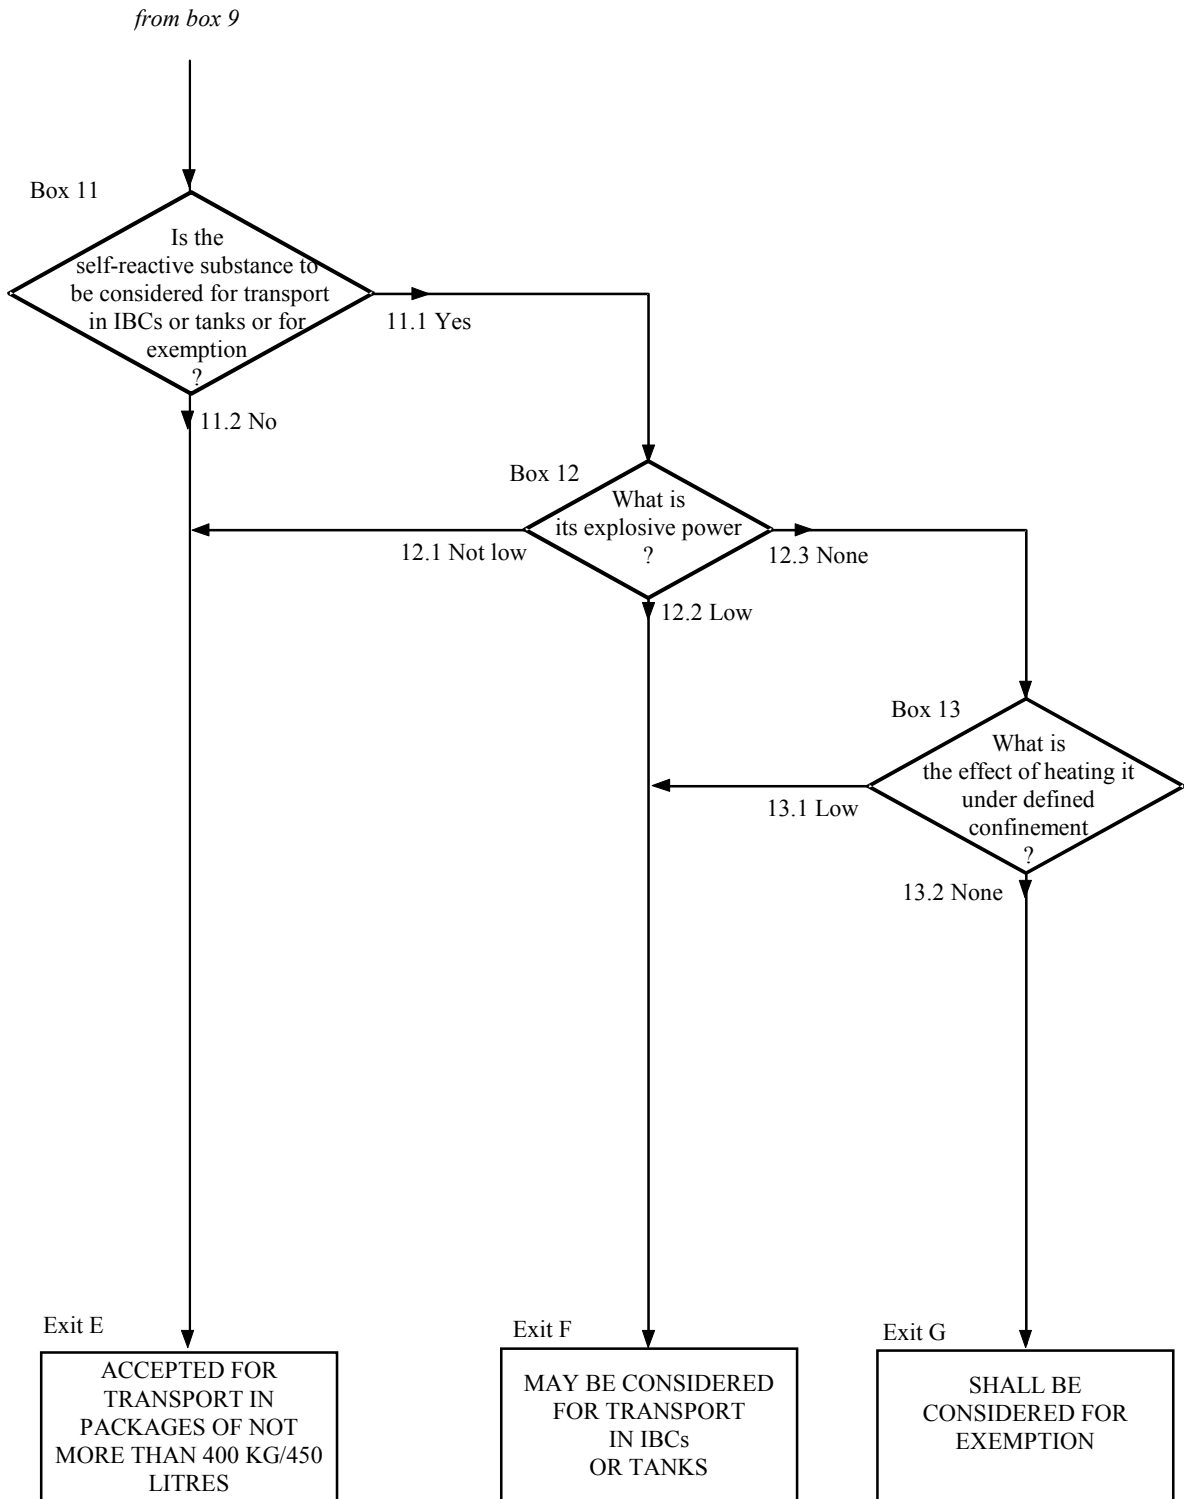 from box 9
Box 11
Is the
self-reactive substance to
be considered for transport
in IBCs or tanks or for
exemption
?
11.1 Yes
11.2 No
Box 12
What is
its explosive power
?
12.1 Not low
12.3 None
12.2 Low
Box 13
What is
the effect of heating it
under defined
confinement
?
13.1 Low
13.2 None
Exit E
ACCEPTED FOR
TRANSPORT IN
PACKAGES OF NOT
MORE THAN 400 KG/450
LITRES
Exit F
MAY BE CONSIDERED
FOR TRANSPORT
IN IBCs
OR TANKS
Exit G
SHALL BE
CONSIDERED FOR
EXEMPTION